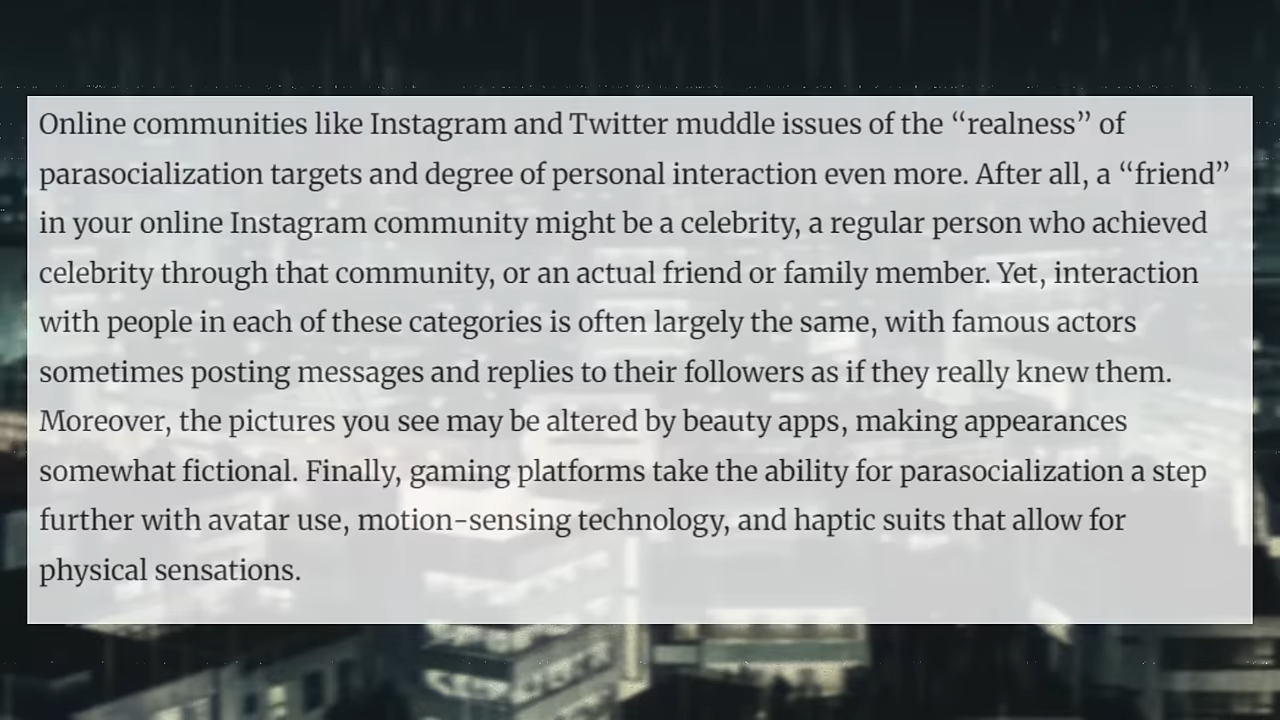 Online communities like Instagram and Twitter muddle issues of the “realness” of
parasocialization targets and degree of personal interaction even more. After all, a “friend”
in your online Instagram community might be a celebrity, a regular person who achieved
celebrity through that community, or an actual friend or family member. Yet, interaction
with people in each of these categories is often largely the same, with famous actors
sometimes posting messages and replies to their followers as if they really knew them.
Moreover, the pictures you see may be altered by beauty apps, making appearances
somewhat fictional. Finally, gaming platforms take the ability for parasocialization a step
further with avatar use, motion-sensing technology, and haptic suits that allow for
physical sensations.